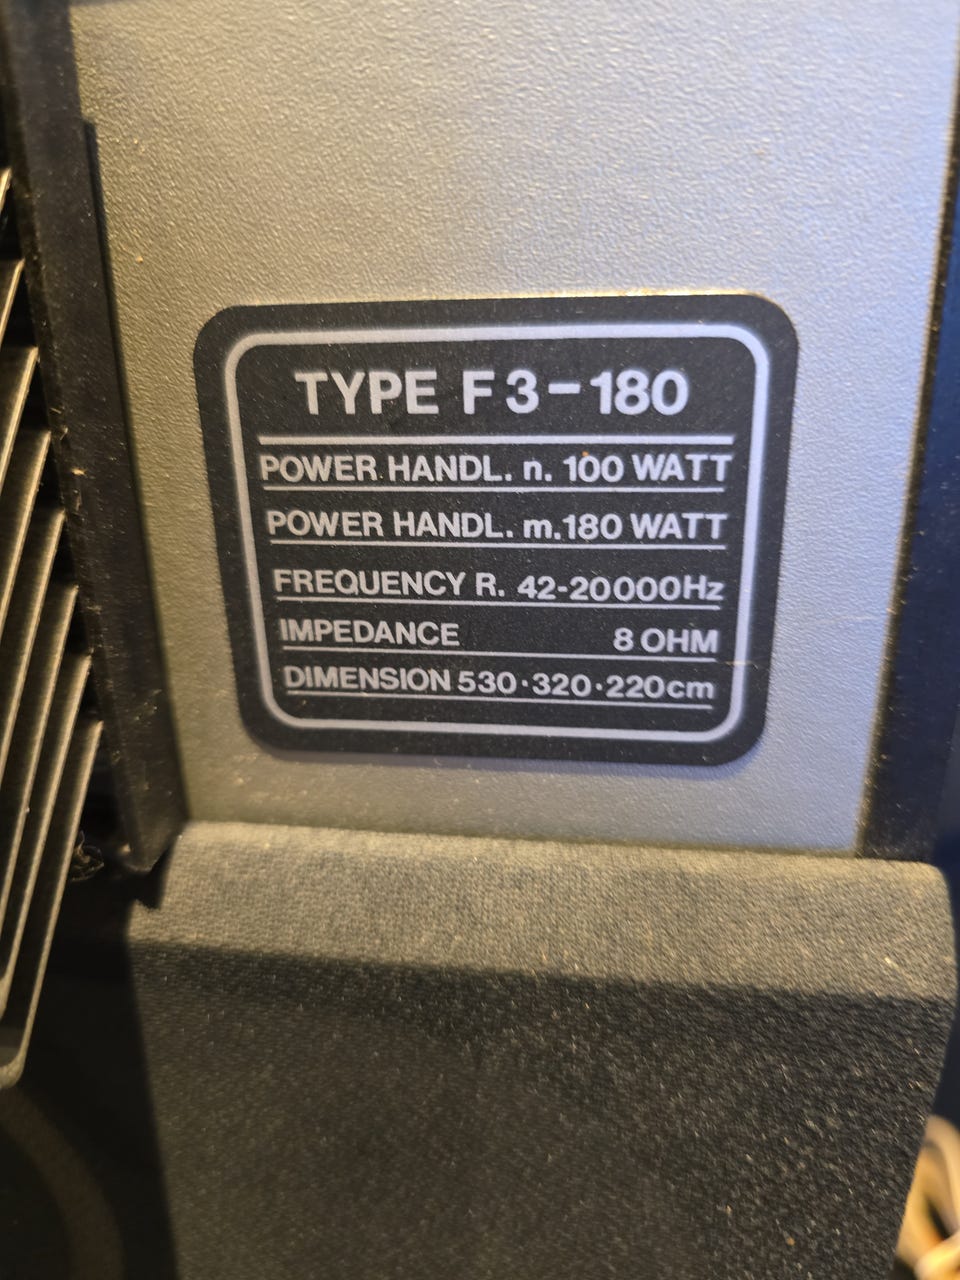 TYPE F3-180
POWER HANDL. n. 100 WATT
POWER HANDL. m. 180 WATT
FREQUENCY R. 42-20000Hz
IMPEDANCE 8 OHM
DIMENSION 530·320·220cm